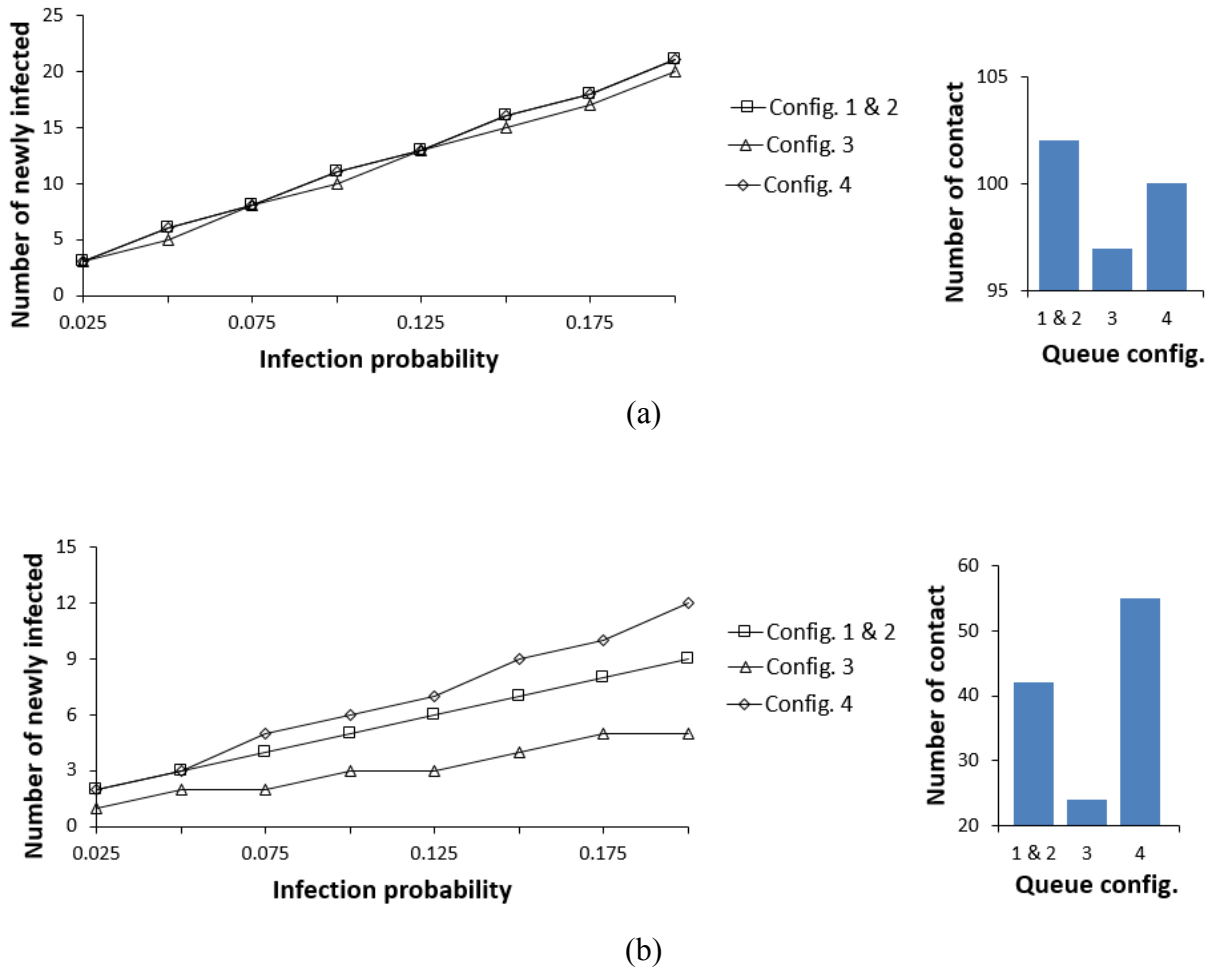 Number of newly infected
25
20
15
10
5
0
0.025
0.075
0.125
0.175
Infection probability
Config. 1 & 2
Config. 3
Config. 4
Number of contact
105
100
95
1 & 2
3
4
Queue config.
(a)
Number of newly infected
15
12
9
6
3
0
0.025
0.075
0.125
0.175
Infection probability
Config. 1 & 2
Config. 3
Config. 4
Number of contact
60
50
40
30
20
1 & 2
3
4
Queue config.
(b)